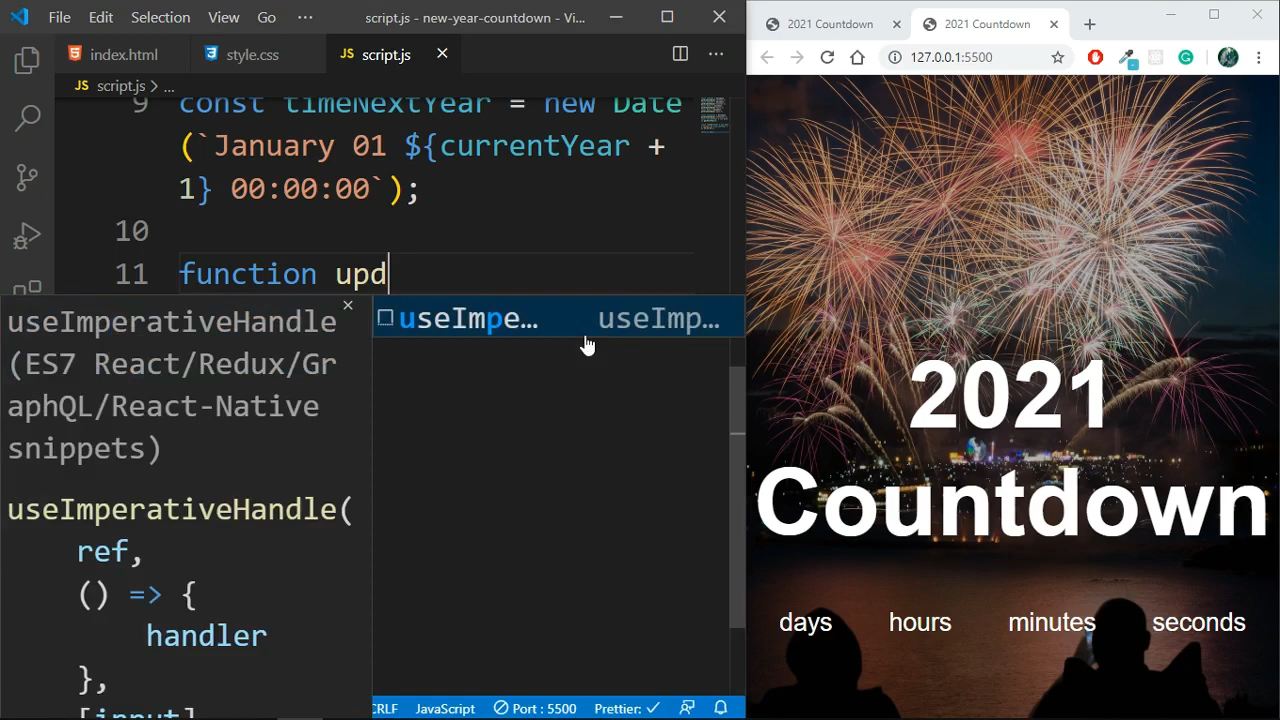 File Edit Selection View Go ··· script.js - new-year-countdown - Vi...
index.html style.css JS script.js ···
JS script.js > ...
9 const timeNextYear = new Date
(`January 01 ${currentYear +
1} 00:00:00`);
10
11 function upd
useImperativeHandle
(ES7 React/Redux/Gr
aphQL/React-Native
snippets)
useImperativeHandle(
ref,
() => {
handler
},
[input]
useImpe... useImp...
CRLF JavaScript Port : 5500 Prettier:
2021 Countdown 2021 Countdown
127.0.0.1:5500
2021
Countdown
days hours minutes seconds